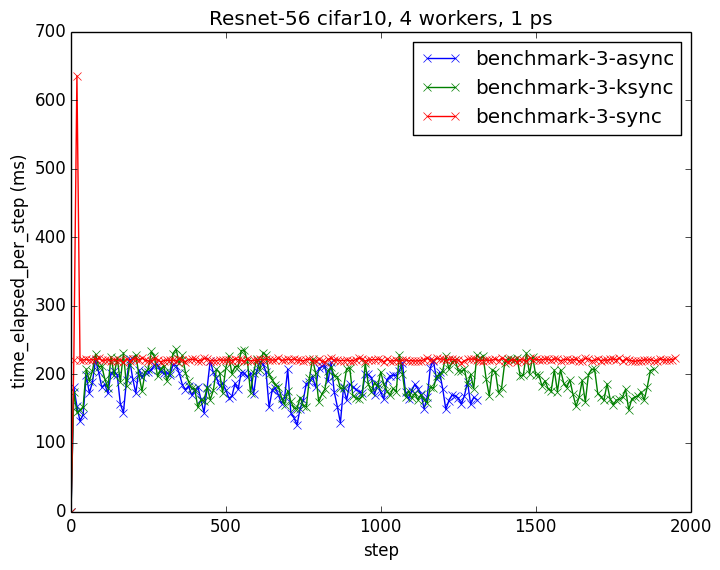 Resnet-56 cifar10, 4 workers, 1 ps
700
600
500
400
300
200
100
0
time_elapsed_per_step (ms)
benchmark-3-async
benchmark-3-ksync
benchmark-3-sync
0 500 1000 1500 2000
step